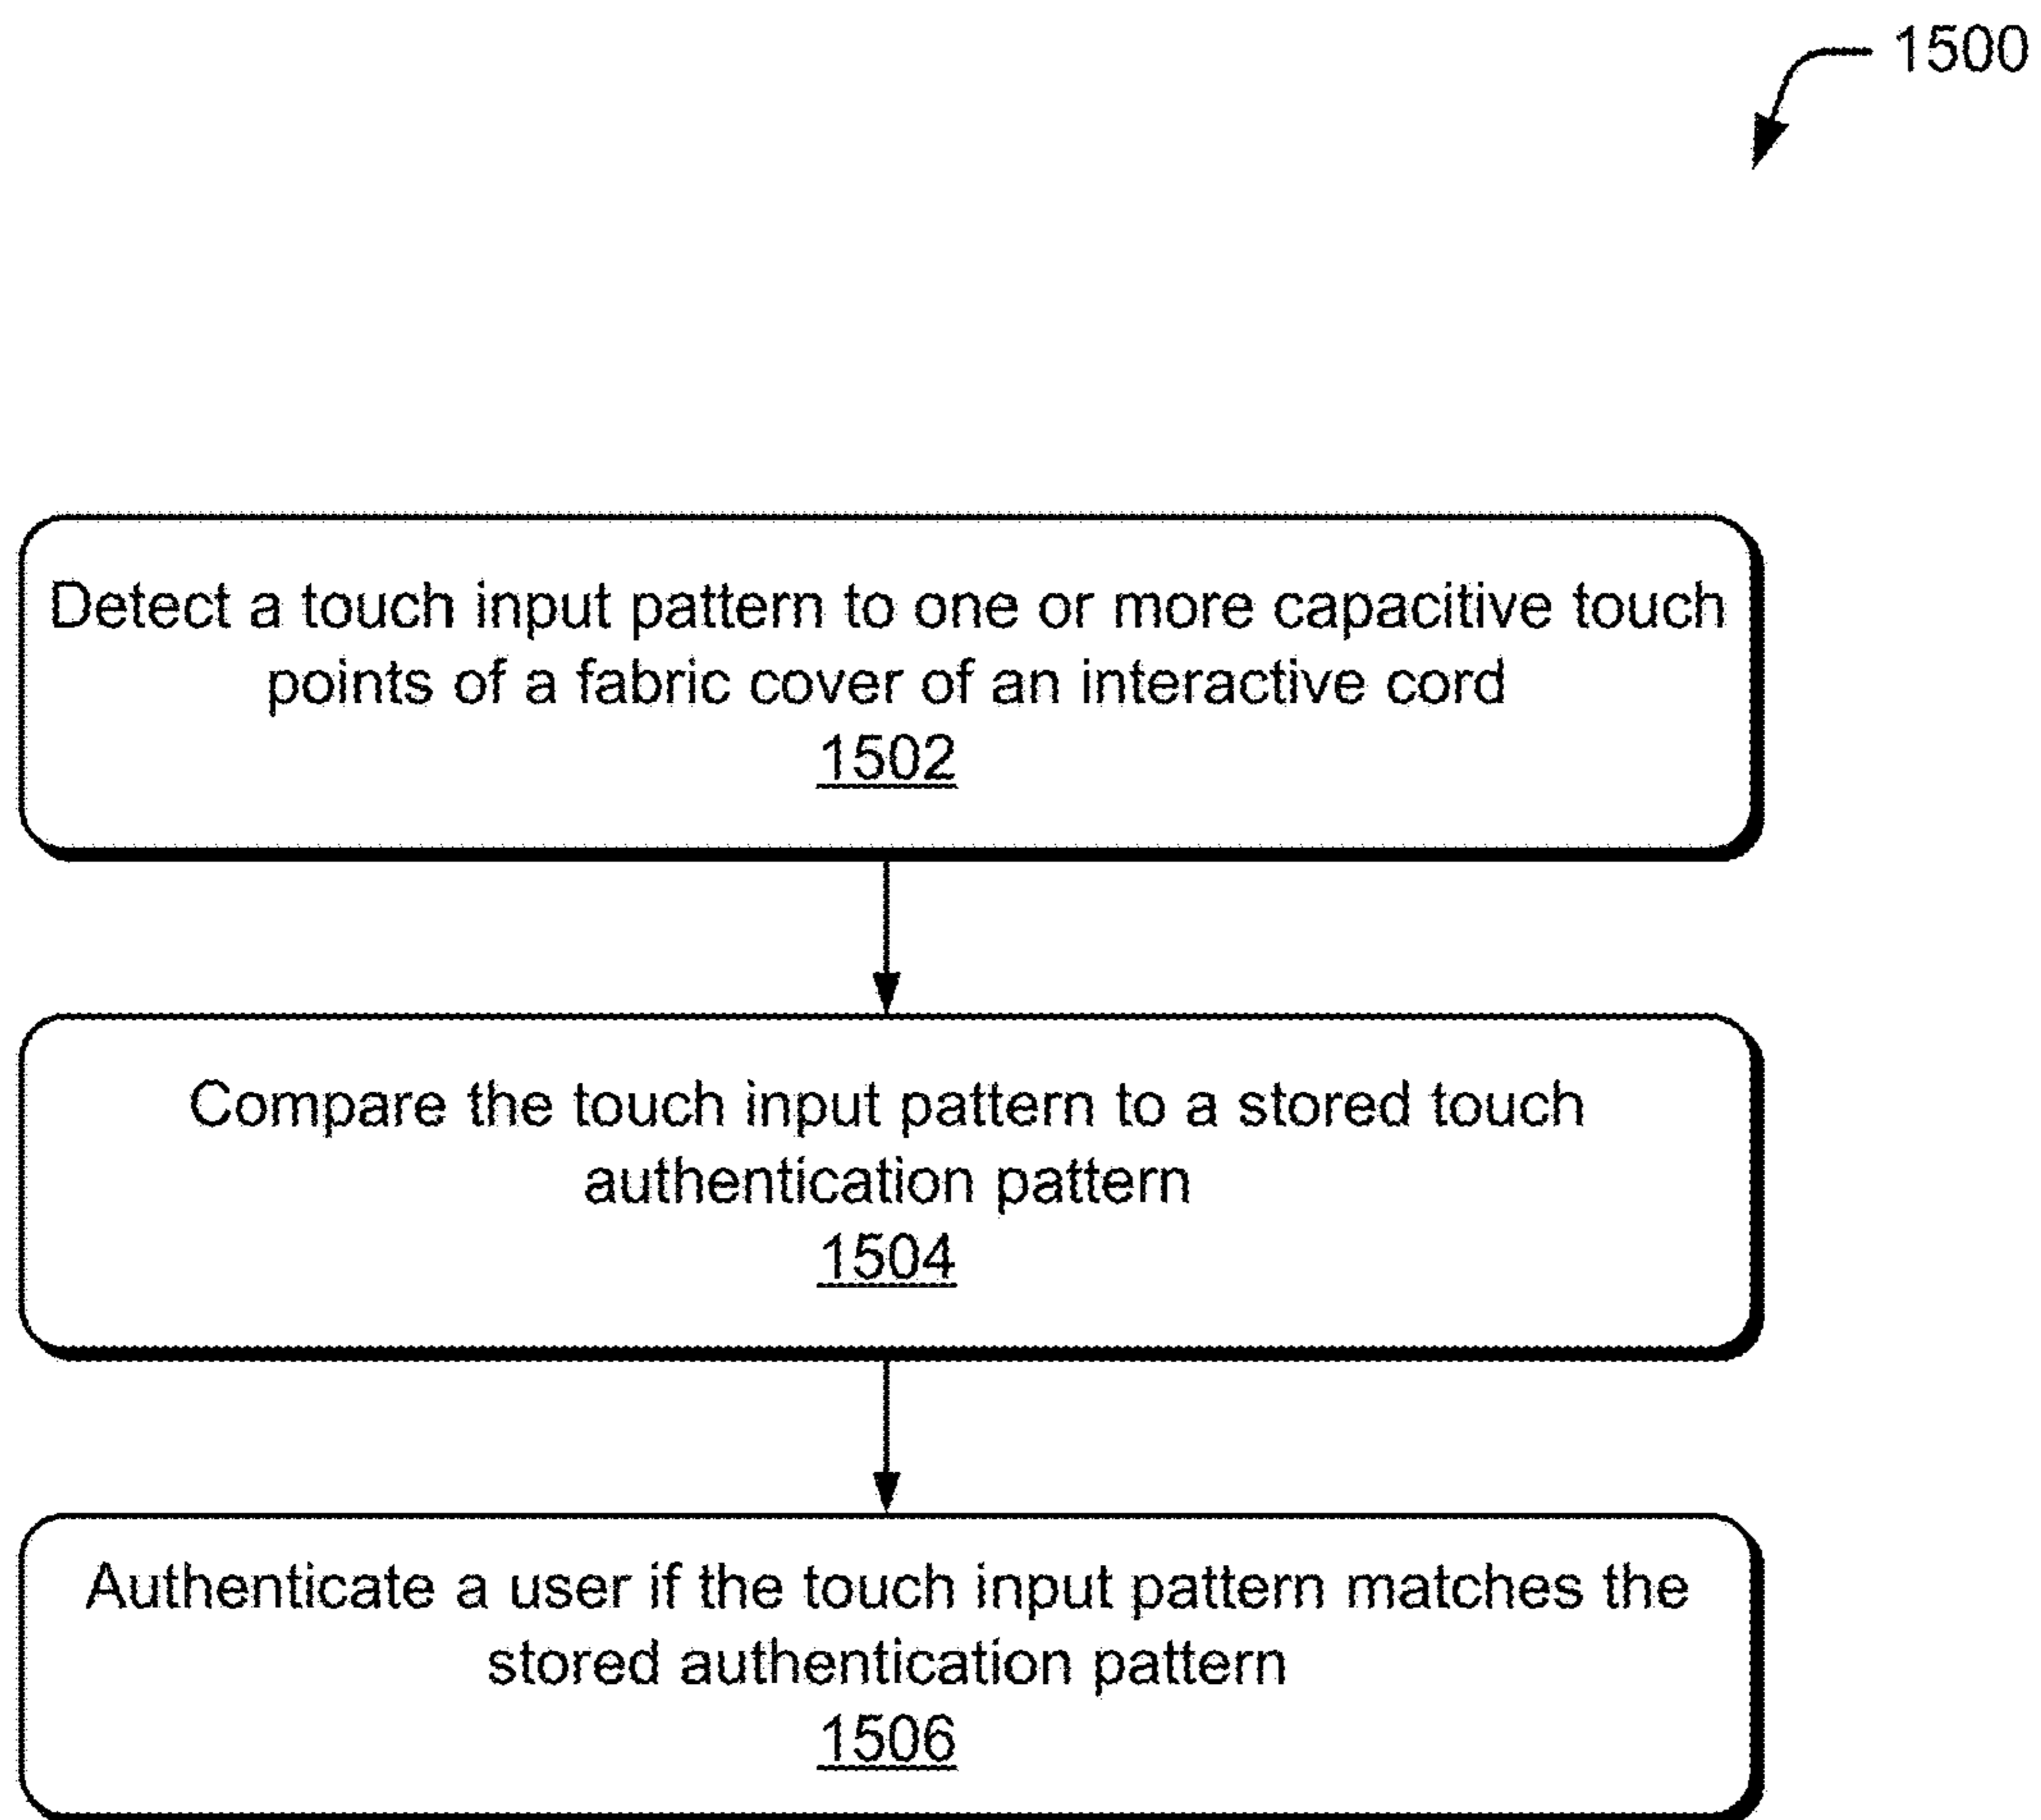 1500
Detect a touch input pattern to one or more capacitive touch
points of a fabric cover of an interactive cord
1502
Compare the touch input pattern to a stored touch
authentication pattern
1504
Authenticate a user if the touch input pattern matches the
stored authentication pattern
1506